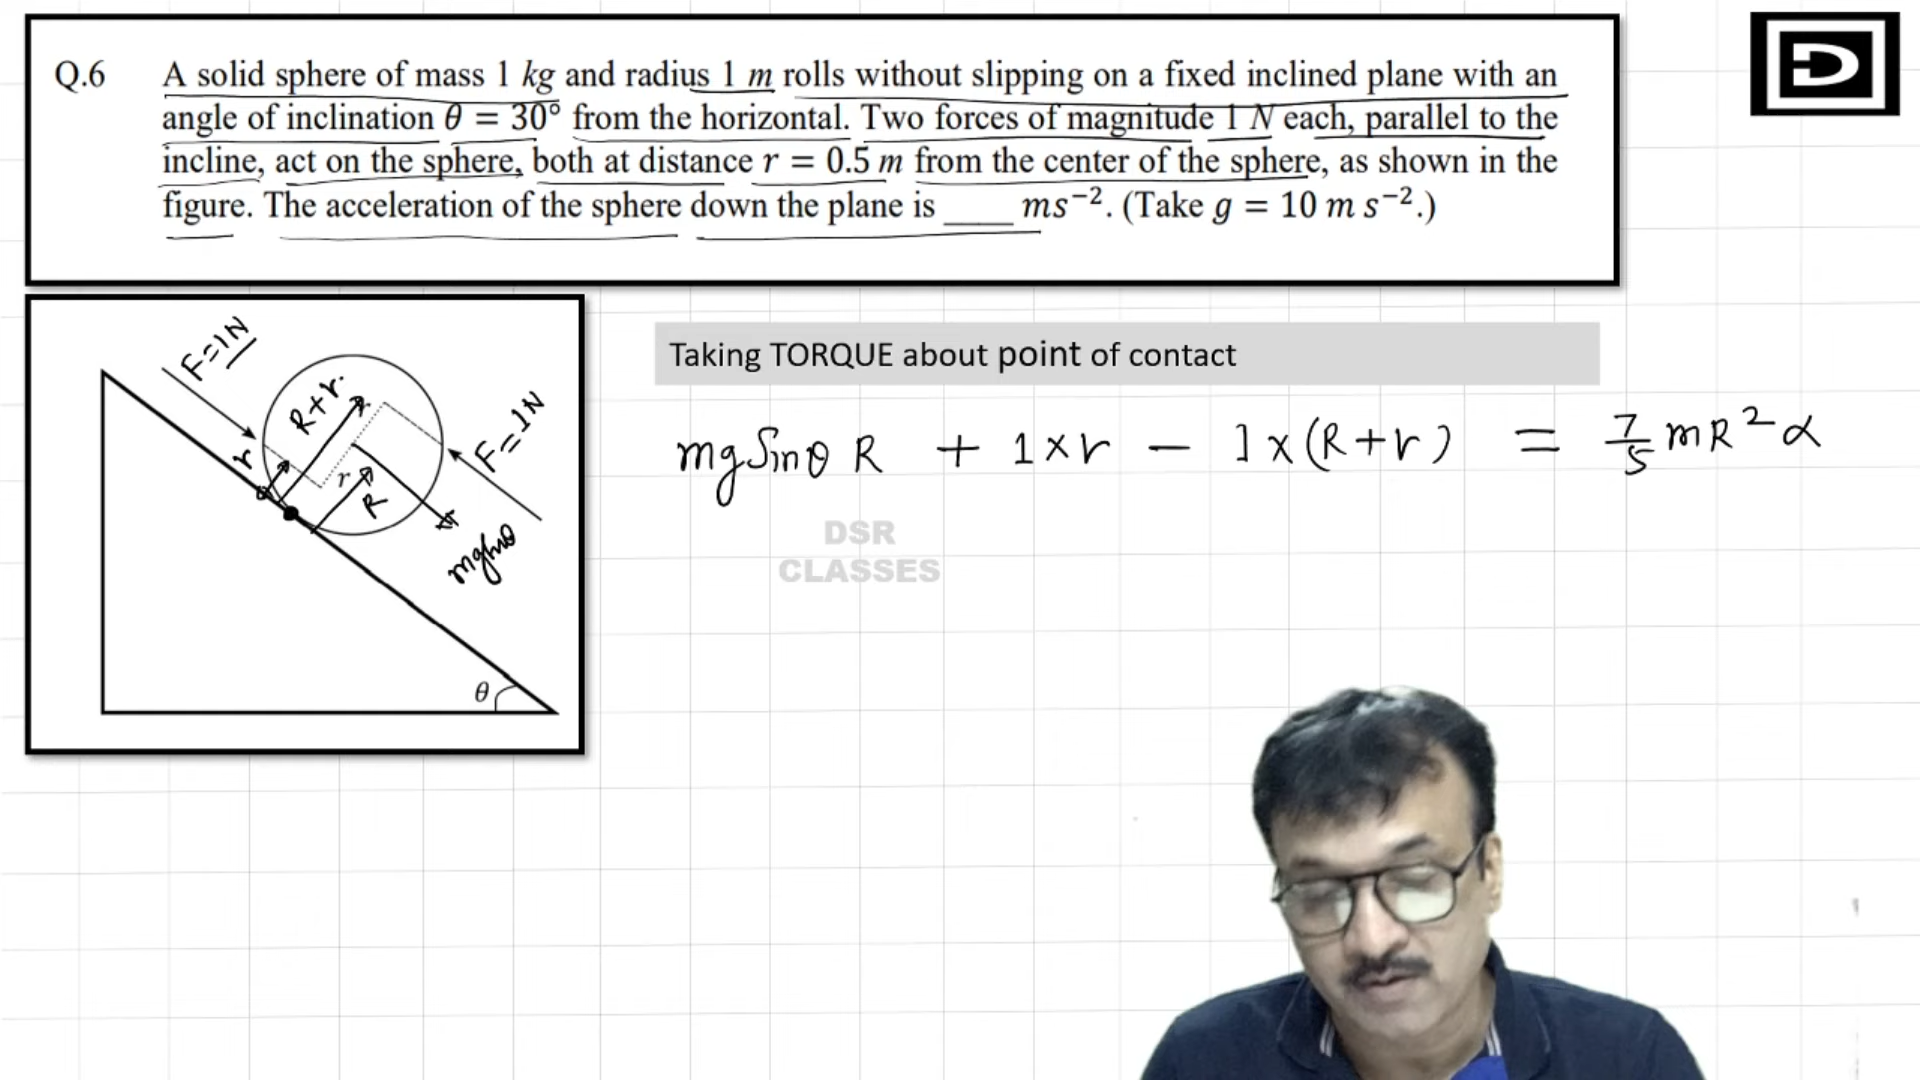 Q.6 A solid sphere of mass 1 kg and radius 1 m rolls without slipping on a fixed inclined plane with an
angle of inclination θ = 30° from the horizontal. Two forces of magnitude 1 N each, parallel to the
incline, act on the sphere, both at distance r = 0.5 m from the center of the sphere, as shown in the
figure. The acceleration of the sphere down the plane is ____ ms⁻². (Take g = 10 m s⁻².)
F=1N
R+r.
F=1N
r
r
R
mgsinθ
θ
Taking TORQUE about point of contact
mgSinθ R + 1×r − 1×(R+r) = 7/5 mR²α
DSR
CLASSES